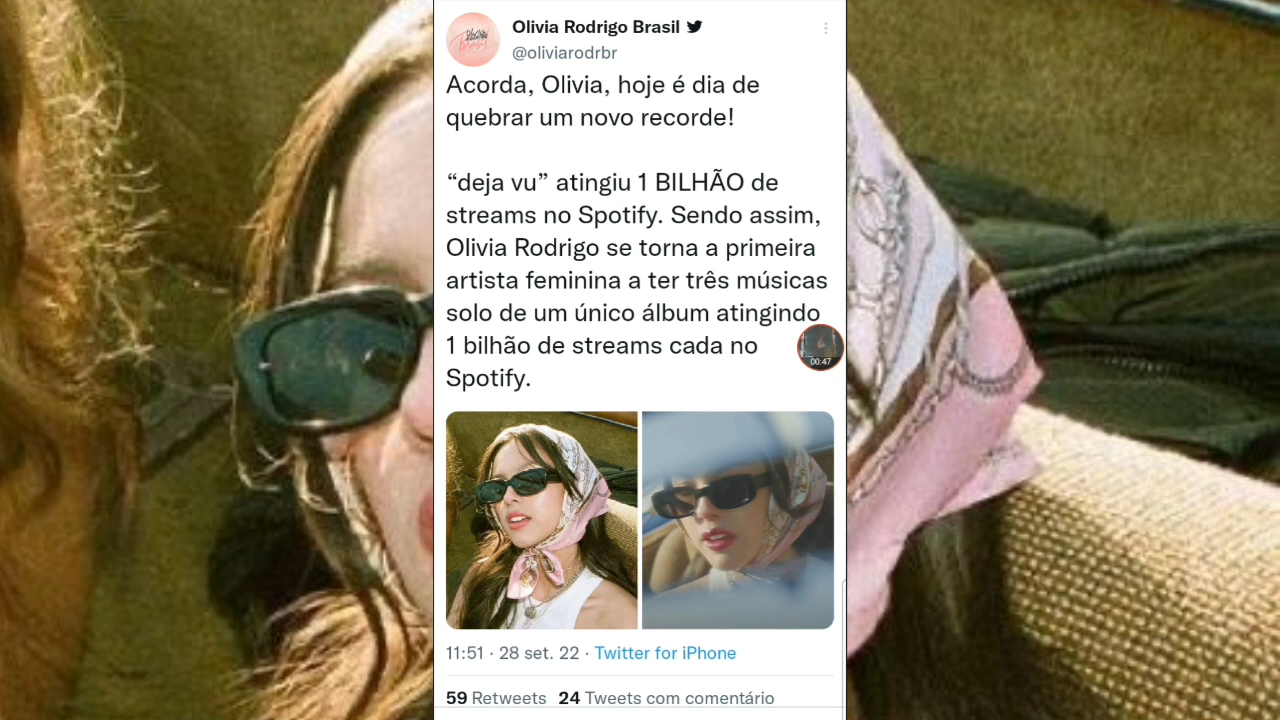 Olivia Rodrigo Brasil
@oliviarodrbr
Acorda, Olivia, hoje é dia de
quebrar um novo recorde!
“deja vu” atingiu 1 BILHÃO de
streams no Spotify. Sendo assim,
Olivia Rodrigo se torna a primeira
artista feminina a ter três músicas
solo de um único álbum atingindo
1 bilhão de streams cada no
Spotify.
00:47
11:51 · 28 set. 22 · Twitter for iPhone
59 Retweets 24 Tweets com comentário